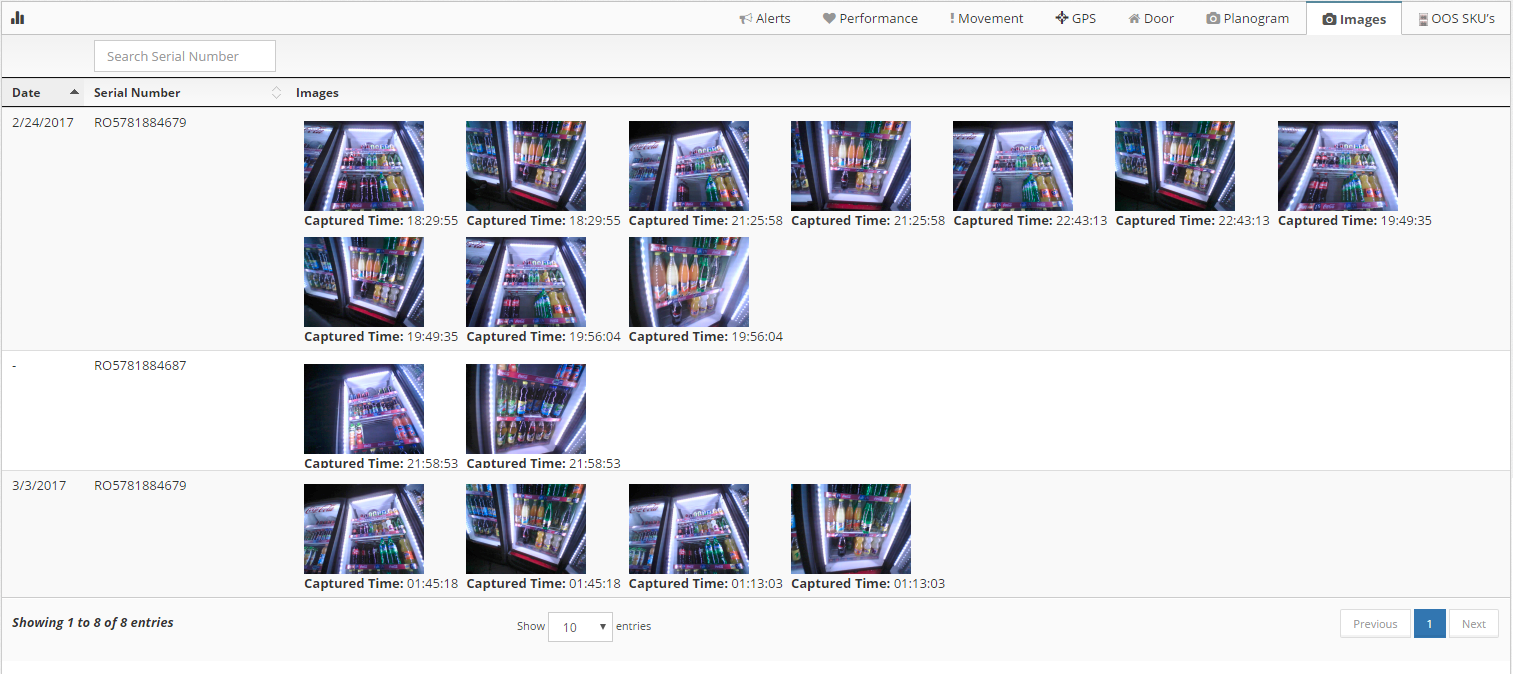 Alerts Performance Movement GPS Door Planogram Images OOS SKU's
Search Serial Number
Date Serial Number Images
2/24/2017 RO5781884679
Captured Time: 18:29:55 Captured Time: 18:29:55 Captured Time: 21:25:58 Captured Time: 21:25:58 Captured Time: 22:43:13 Captured Time: 22:43:13 Captured Time: 19:49:35
Captured Time: 19:49:35 Captured Time: 19:56:04 Captured Time: 19:56:04
- RO5781884687
Captured Time: 21:58:53 Captured Time: 21:58:53
3/3/2017 RO5781884679
Captured Time: 01:45:18 Captured Time: 01:45:18 Captured Time: 01:13:03 Captured Time: 01:13:03
Showing 1 to 8 of 8 entries Show 10 entries Previous 1 Next